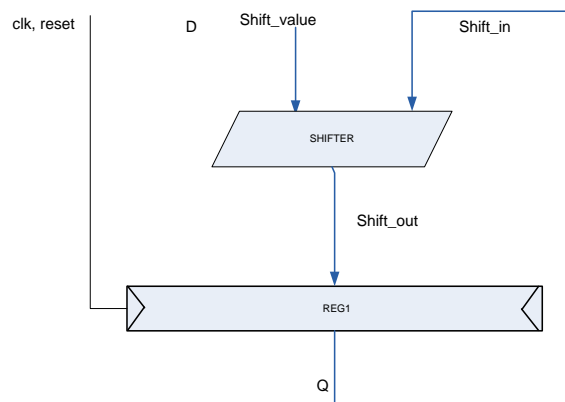 clk, reset
D
Shift_value
Shift_in
SHIFTER
Shift_out
REG1
Q